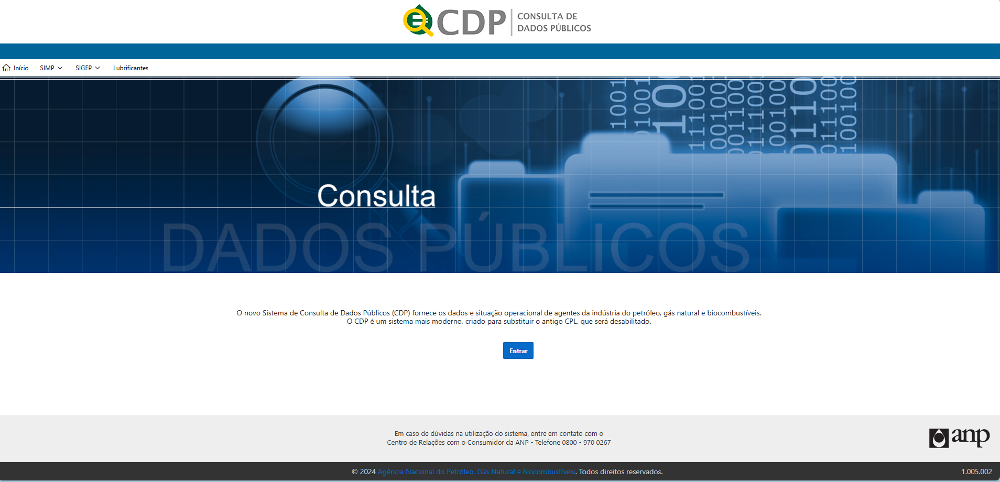 CDP
CONSULTA DE
DADOS PÚBLICOS
Início SIMP SIGEP Lubrificantes
Consulta
DADOS PÚBLICOS
O novo Sistema de Consulta de Dados Públicos (CDP) fornece os dados e situação operacional de agentes da indústria do petróleo, gás natural e biocombustíveis.
O CDP é um sistema mais moderno, criado para substituir o antigo CPL, que será desabilitado.
Entrar
Em caso de dúvidas na utilização do sistema, entre em contato com o
Centro de Relações com o Consumidor da ANP - Telefone 0800 - 970 0267
anp
© 2024 Agência Nacional do Petróleo, Gás Natural e Biocombustíveis. Todos direitos reservados.
1.005.002